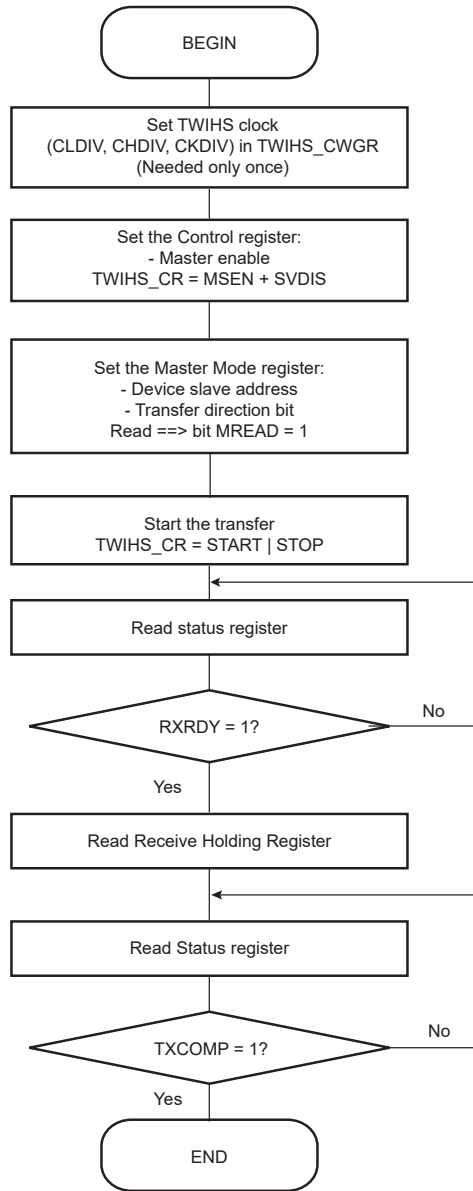 BEGIN
Set TWIHS clock
(CLDIV, CHDIV, CKDIV) in TWIHS_CWGR
(Needed only once)
Set the Control register:
- Master enable
TWIHS_CR = MSEN + SVDIS
Set the Master Mode register:
- Device slave address
- Transfer direction bit
Read ==> bit MREAD = 1
Start the transfer
TWIHS_CR = START | STOP
Read status register
RXRDY = 1?
No
Yes
Read Receive Holding Register
Read Status register
TXCOMP = 1?
No
Yes
END